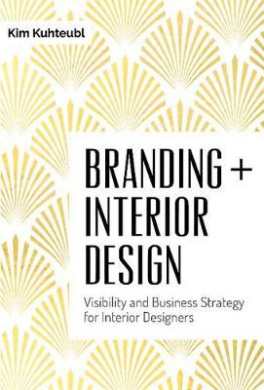 Kim Kuhteubl
BRANDING +
INTERIOR
DESIGN
Visibility and Business Strategy
for Interior Designers